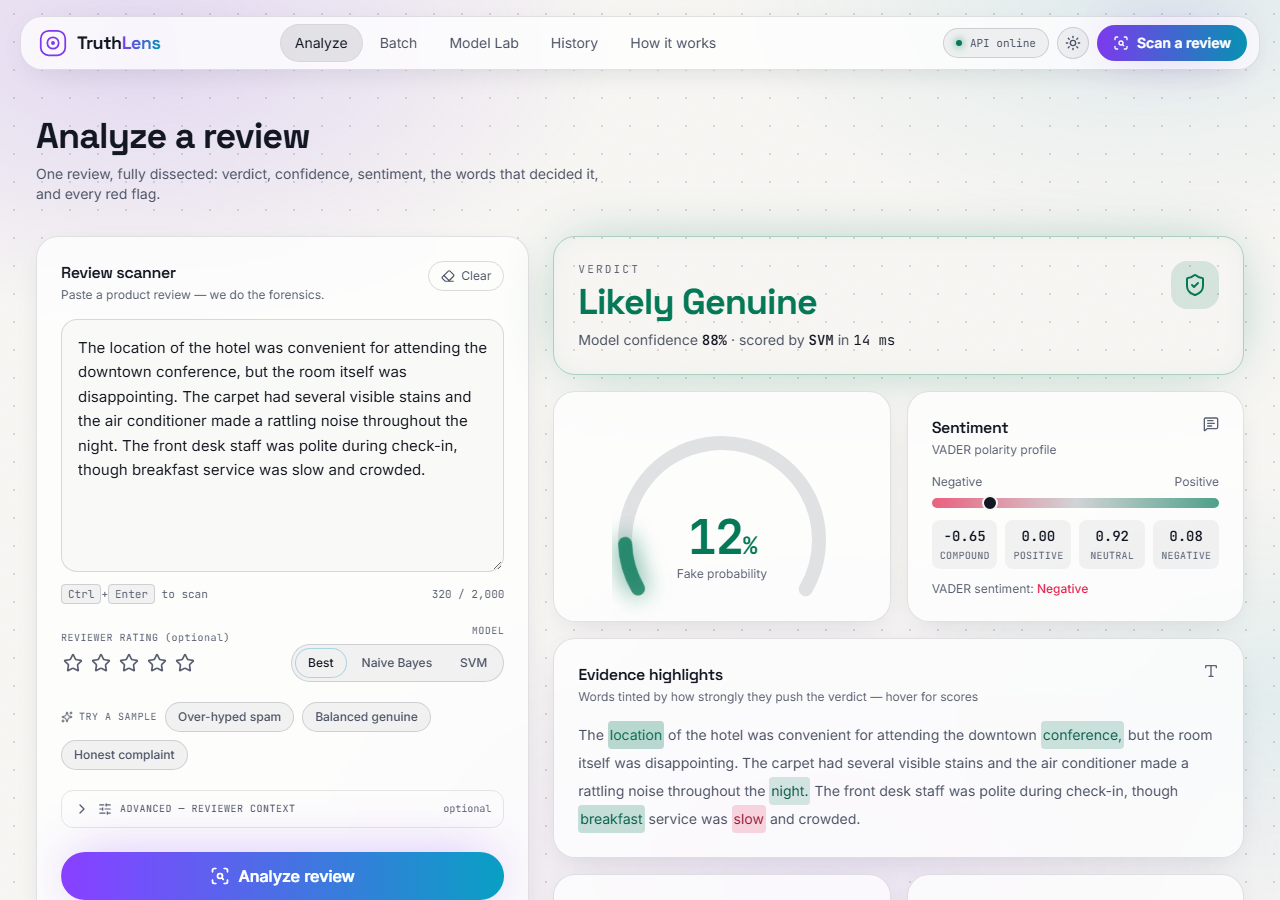 TruthLens
Analyze
Batch
Model Lab
History
How it works
API online
Scan a review
Analyze a review
One review, fully dissected: verdict, confidence, sentiment, the words that decided it,
and every red flag.
Review scanner
Paste a product review — we do the forensics.
Clear
The location of the hotel was convenient for attending the
downtown conference, but the room itself was
disappointing. The carpet had several visible stains and
the air conditioner made a rattling noise throughout the
night. The front desk staff was polite during check-in,
though breakfast service was slow and crowded.
Ctrl+Enter to scan
320 / 2,000
REVIEWER RATING (optional)
MODEL
Best
Naive Bayes
SVM
TRY A SAMPLE
Over-hyped spam
Balanced genuine
Honest complaint
ADVANCED — REVIEWER CONTEXT
optional
Analyze review
VERDICT
Likely Genuine
Model confidence 88% · scored by SVM in 14 ms
12%
Fake probability
Sentiment
VADER polarity profile
Negative
Positive
-0.65
COMPOUND
0.00
POSITIVE
0.92
NEUTRAL
0.08
NEGATIVE
VADER sentiment: Negative
Evidence highlights
Words tinted by how strongly they push the verdict — hover for scores
The location of the hotel was convenient for attending the downtown conference, but the room
itself was disappointing. The carpet had several visible stains and the air conditioner made a
rattling noise throughout the night. The front desk staff was polite during check-in, though
breakfast service was slow and crowded.